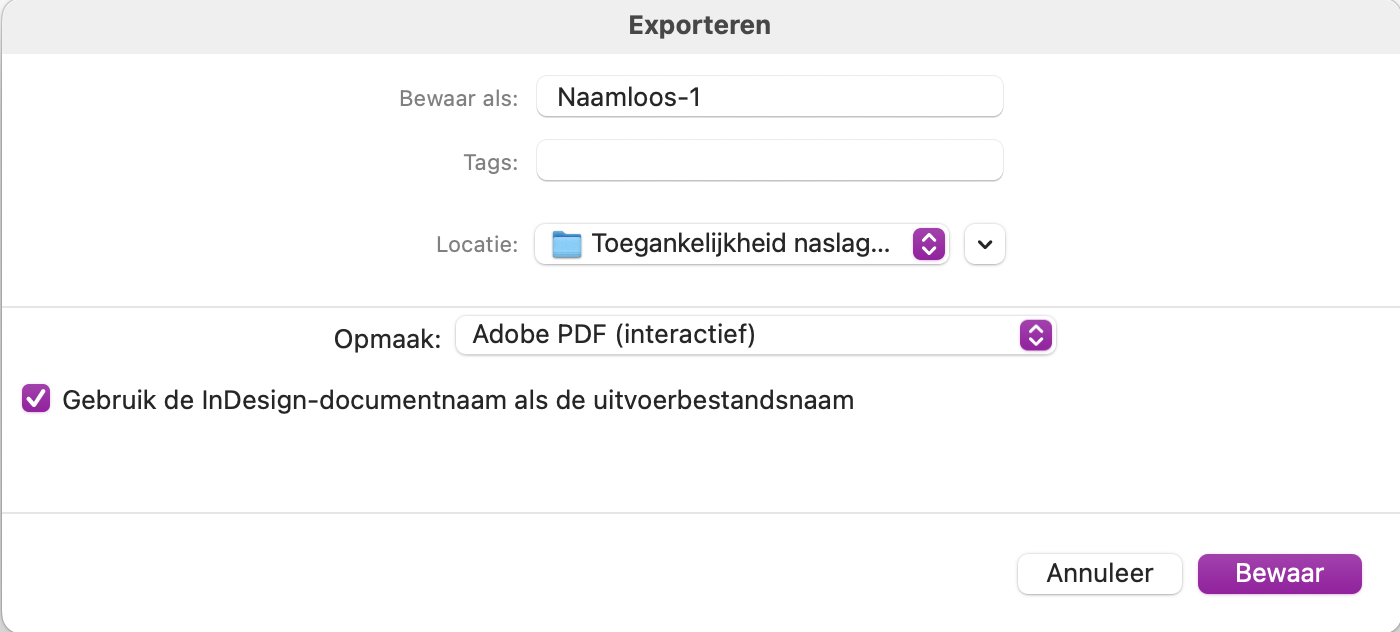 Exporteren
Bewaar als: Naamloos-1
Tags:
Locatie: Toegankelijkheid naslag...
Opmaak: Adobe PDF (interactief)
Gebruik de InDesign-documentnaam als de uitvoerbestandsnaam
Annuleer Bewaar